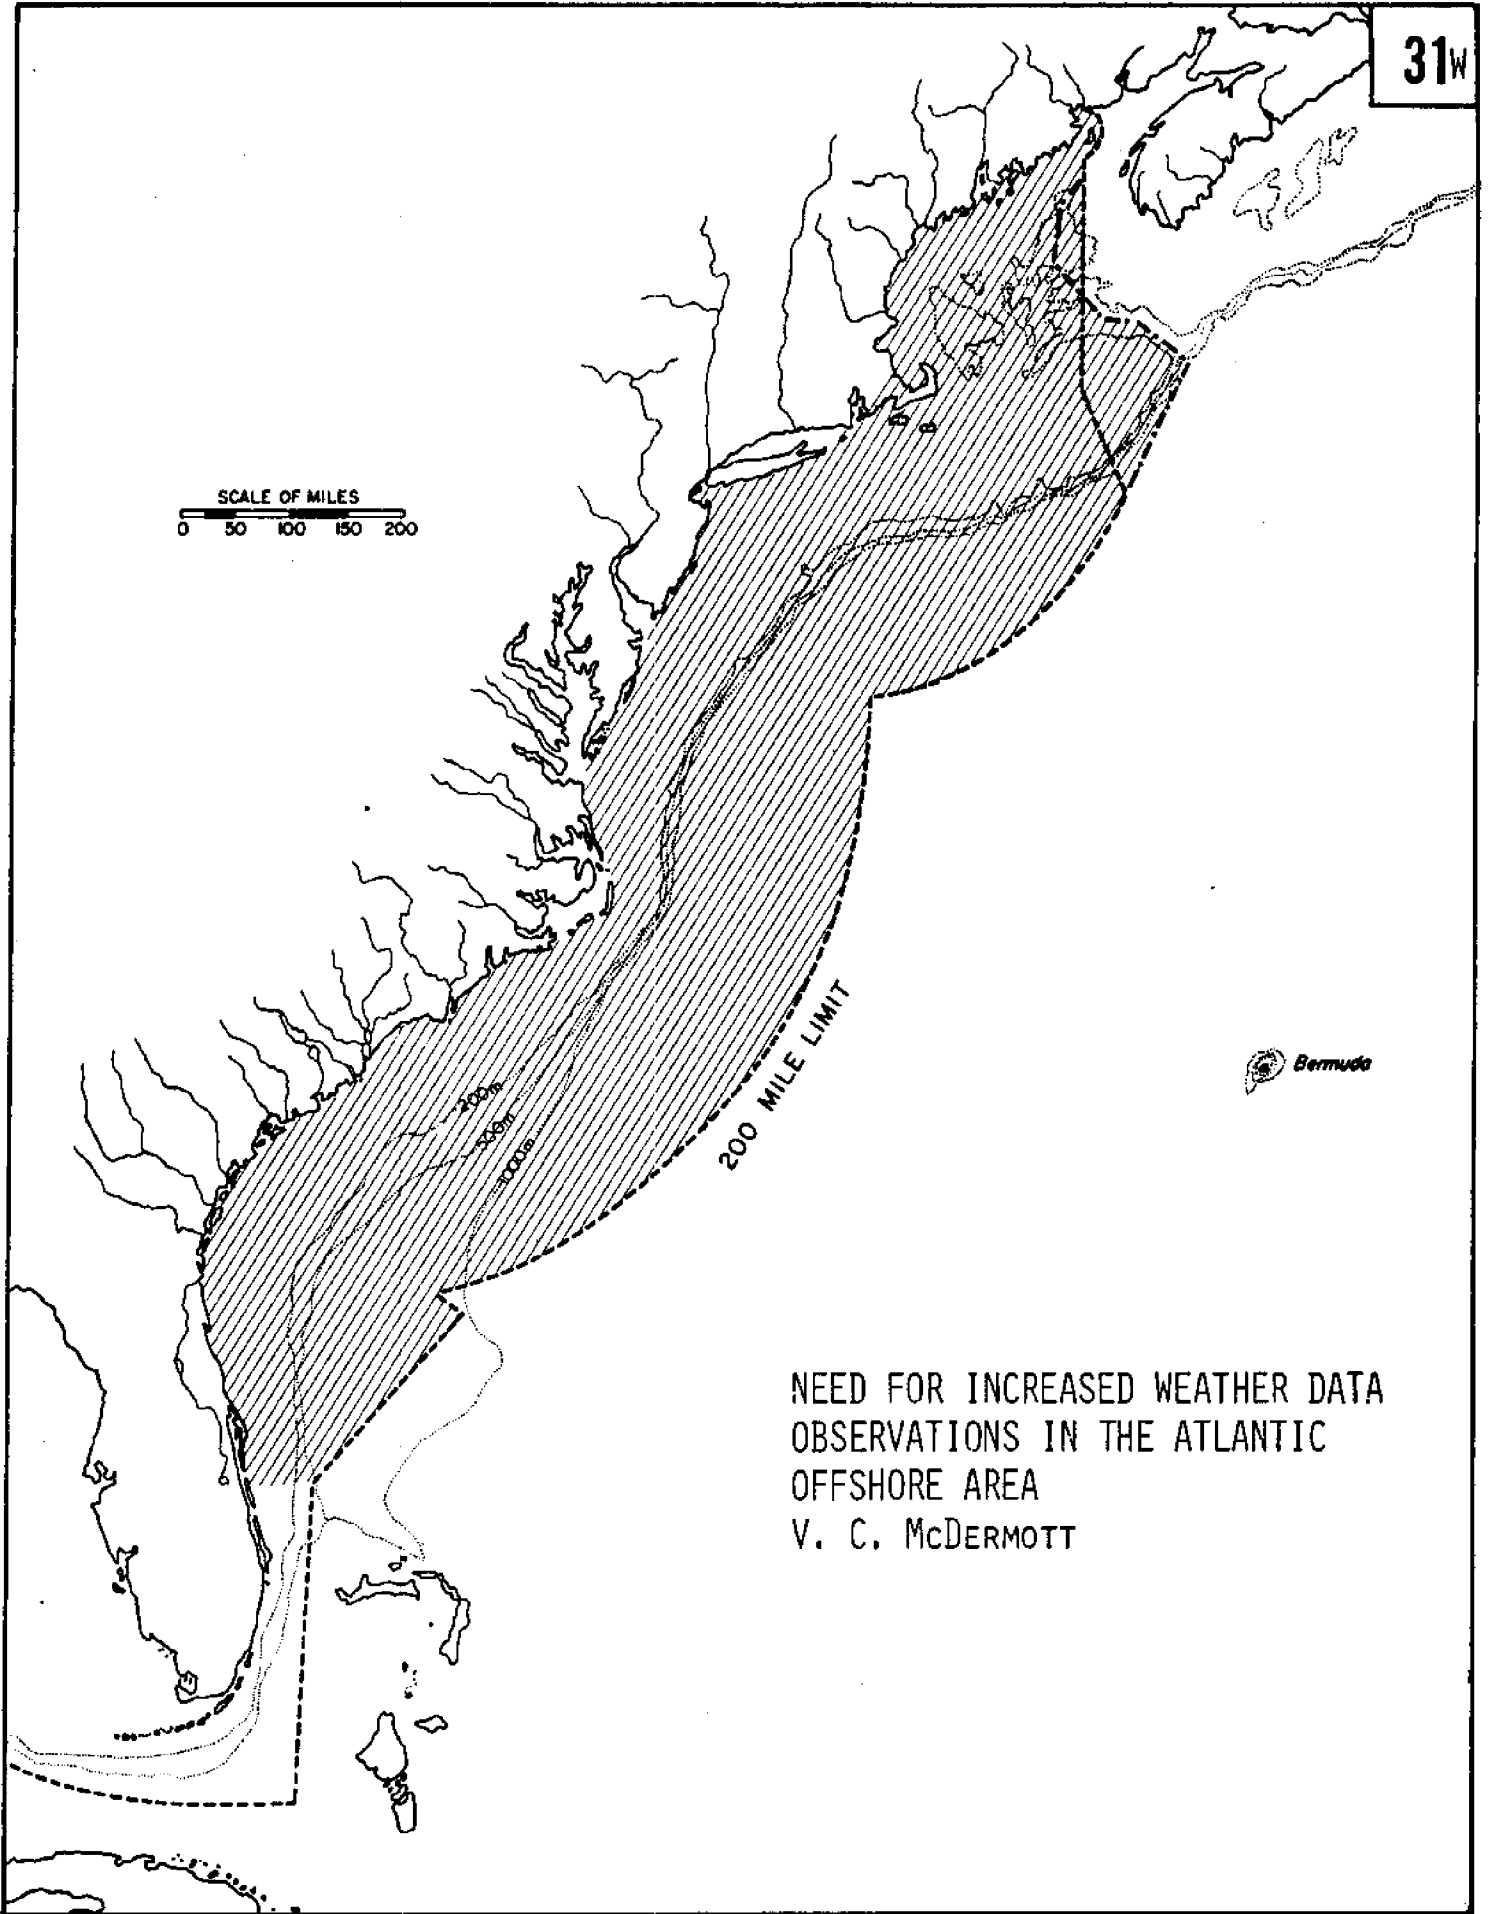 31W
SCALE OF MILES
0 50 100 150 200
200 MILE LIMIT
Bermuda
200m
500m
1000m
NEED FOR INCREASED WEATHER DATA
OBSERVATIONS IN THE ATLANTIC
OFFSHORE AREA
V. C. McDERMOTT